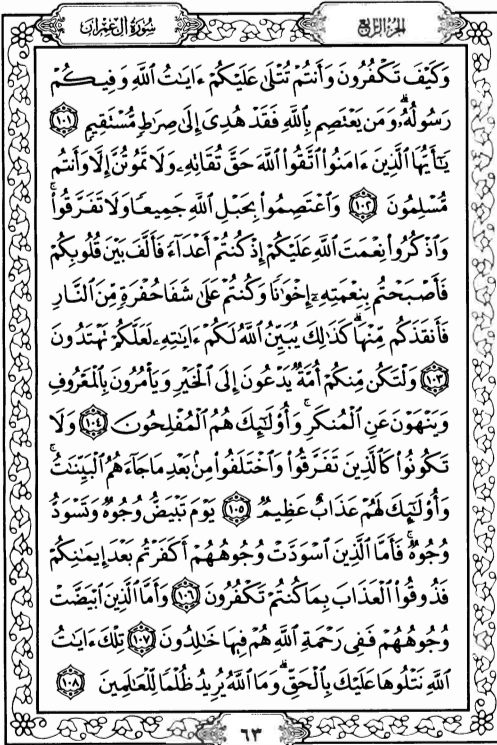 سُورَةُ آلِ عِمْرَانَ
الجُزْءُ الرَّابِعُ
وَكَيْفَ تَكْفُرُونَ وَأَنتُمْ تُتْلَىٰ عَلَيْكُمْ ءَايَٰتُ ٱللَّهِ وَفِيكُمْ
رَسُولُهُۥۗ وَمَن يَعْتَصِم بِٱللَّهِ فَقَدْ هُدِىَ إِلَىٰ صِرَٰطٍ مُّسْتَقِيمٍ ١٠١
يَٰٓأَيُّهَا ٱلَّذِينَ ءَامَنُوا۟ ٱتَّقُوا۟ ٱللَّهَ حَقَّ تُقَاتِهِۦ وَلَا تَمُوتُنَّ إِلَّا وَأَنتُم
مُّسْلِمُونَ ١٠٢ وَٱعْتَصِمُوا۟ بِحَبْلِ ٱللَّهِ جَمِيعًا وَلَا تَفَرَّقُوا۟ۚ
وَٱذْكُرُوا۟ نِعْمَتَ ٱللَّهِ عَلَيْكُمْ إِذْ كُنتُمْ أَعْدَآءً فَأَلَّفَ بَيْنَ قُلُوبِكُمْ
فَأَصْبَحْتُم بِنِعْمَتِهِۦٓ إِخْوَٰنًا وَكُنتُمْ عَلَىٰ شَفَا حُفْرَةٍ مِّنَ ٱلنَّارِ
فَأَنقَذَكُم مِّنْهَاۗ كَذَٰلِكَ يُبَيِّنُ ٱللَّهُ لَكُمْ ءَايَٰتِهِۦ لَعَلَّكُمْ تَهْتَدُونَ
١٠٣ وَلْتَكُن مِّنكُمْ أُمَّةٌ يَدْعُونَ إِلَى ٱلْخَيْرِ وَيَأْمُرُونَ بِٱلْمَعْرُوفِ
وَيَنْهَوْنَ عَنِ ٱلْمُنكَرِۚ وَأُو۟لَٰٓئِكَ هُمُ ٱلْمُفْلِحُونَ ١٠٤ وَلَا
تَكُونُوا۟ كَٱلَّذِينَ تَفَرَّقُوا۟ وَٱخْتَلَفُوا۟ مِنۢ بَعْدِ مَا جَآءَهُمُ ٱلْبَيِّنَٰتُۚ
وَأُو۟لَٰٓئِكَ لَهُمْ عَذَابٌ عَظِيمٌ ١٠٥ يَوْمَ تَبْيَضُّ وُجُوهٌ وَتَسْوَدُّ
وُجُوهٌۚ فَأَمَّا ٱلَّذِينَ ٱسْوَدَّتْ وُجُوهُهُمْ أَكَفَرْتُم بَعْدَ إِيمَٰنِكُمْ
فَذُوقُوا۟ ٱلْعَذَابَ بِمَا كُنتُمْ تَكْفُرُونَ ١٠٦ وَأَمَّا ٱلَّذِينَ ٱبْيَضَّتْ
وُجُوهُهُمْ فَفِى رَحْمَةِ ٱللَّهِ هُمْ فِيهَا خَٰلِدُونَ ١٠٧ تِلْكَ ءَايَٰتُ
ٱللَّهِ نَتْلُوهَا عَلَيْكَ بِٱلْحَقِّۗ وَمَا ٱللَّهُ يُرِيدُ ظُلْمًا لِّلْعَٰلَمِينَ ١٠٨
٦٣